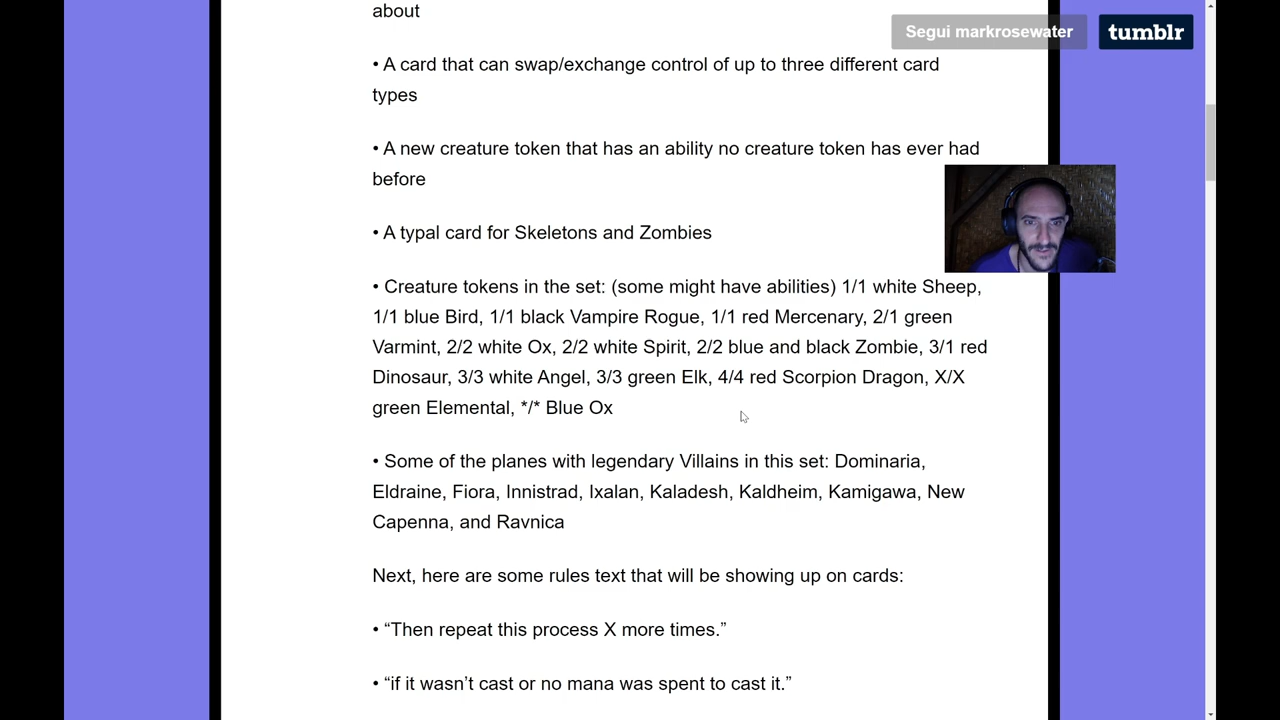 about
Segui markrosewater
tumblr
• A card that can swap/exchange control of up to three different card
types
• A new creature token that has an ability no creature token has ever had
before
• A typal card for Skeletons and Zombies
• Creature tokens in the set: (some might have abilities) 1/1 white Sheep,
1/1 blue Bird, 1/1 black Vampire Rogue, 1/1 red Mercenary, 2/1 green
Varmint, 2/2 white Ox, 2/2 white Spirit, 2/2 blue and black Zombie, 3/1 red
Dinosaur, 3/3 white Angel, 3/3 green Elk, 4/4 red Scorpion Dragon, X/X
green Elemental, */* Blue Ox
• Some of the planes with legendary Villains in this set: Dominaria,
Eldraine, Fiora, Innistrad, Ixalan, Kaladesh, Kaldheim, Kamigawa, New
Capenna, and Ravnica
Next, here are some rules text that will be showing up on cards:
• “Then repeat this process X more times.”
• “if it wasn’t cast or no mana was spent to cast it.”